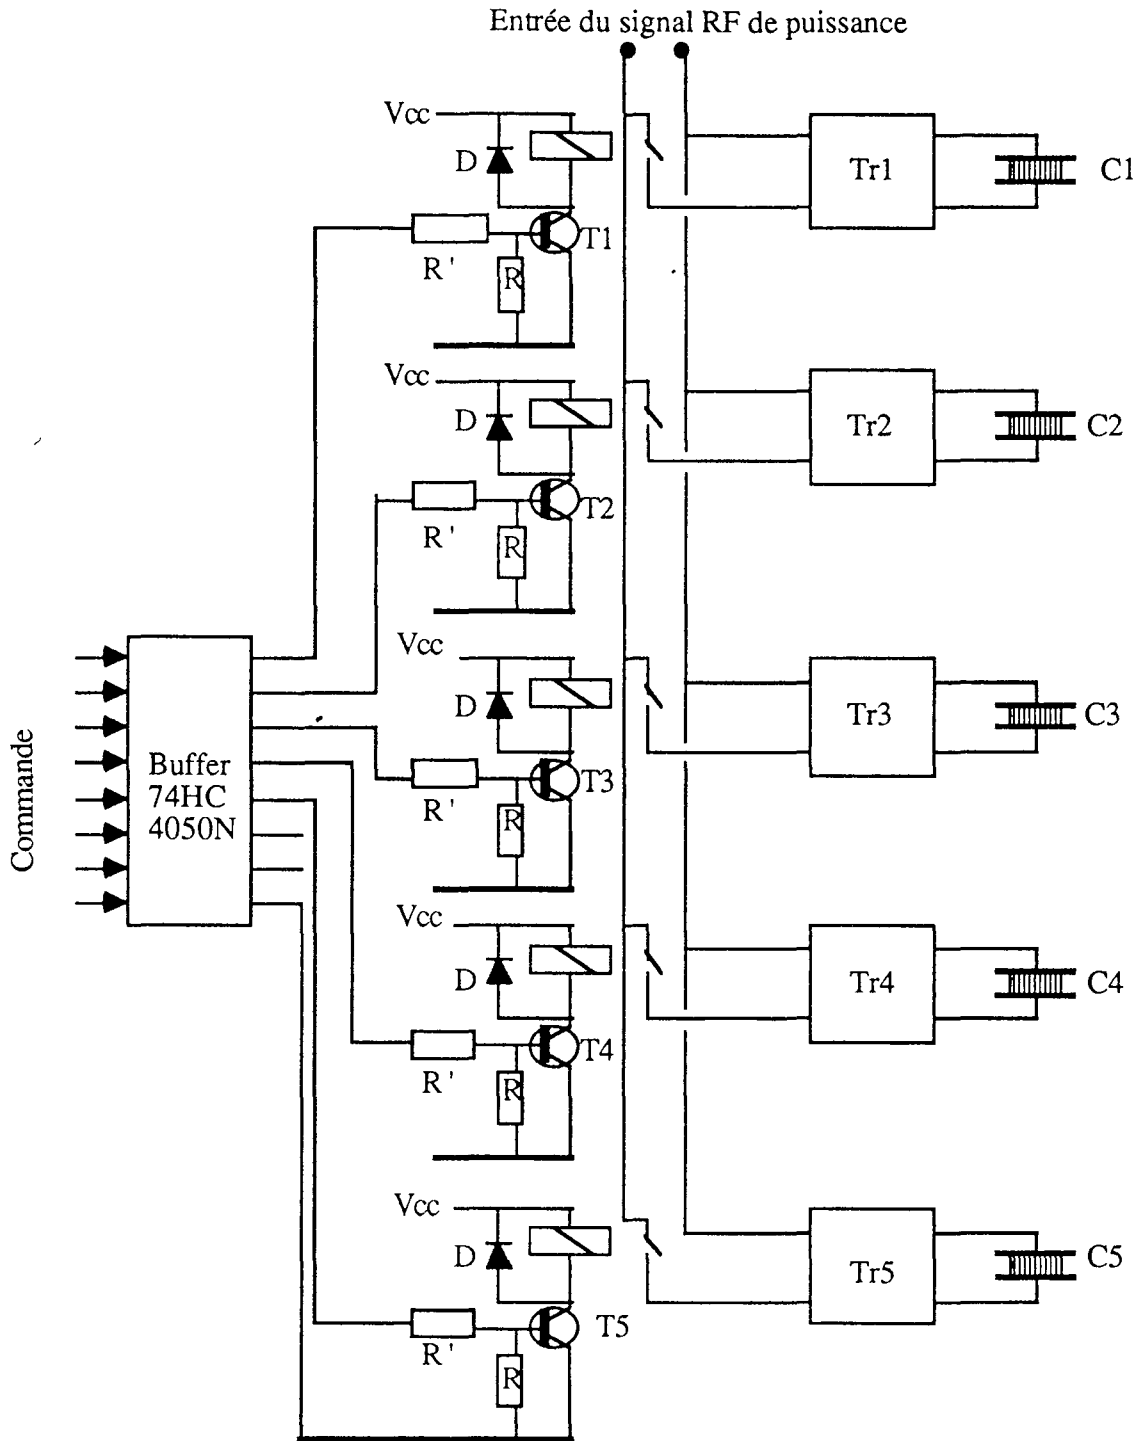 Entrée du signal RF de puissance
Vcc
D
T1
R'
R
Tr1
C1
Vcc
D
T2
R'
R
Tr2
C2
Vcc
D
T3
R'
R
Tr3
C3
Commande
Buffer
74HC
4050N
Vcc
D
T4
R'
R
Tr4
C4
Vcc
D
T5
R'
R
Tr5
C5